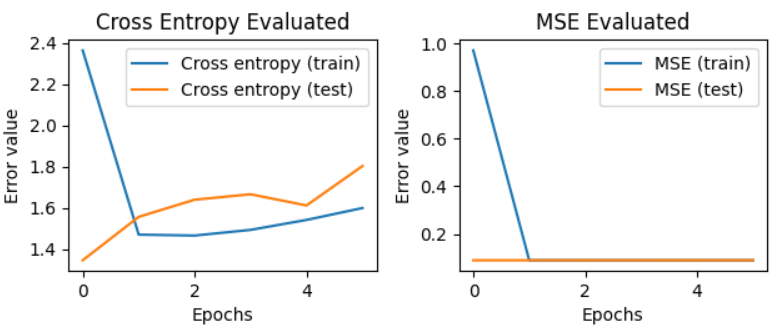 Cross Entropy Evaluated
2.4
2.2
2.0
1.8
1.6
1.4
Error value
Cross entropy (train)
Cross entropy (test)
0
2
4
Epochs
MSE Evaluated
1.0
0.8
0.6
0.4
0.2
Error value
MSE (train)
MSE (test)
0
2
4
Epochs